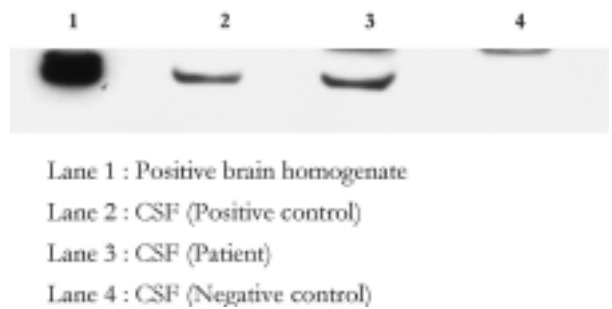 1 2 3 4
Lane 1 : Positive brain homogenate
Lane 2 : CSF (Positive control)
Lane 3 : CSF (Patient)
Lane 4 : CSF (Negative control)